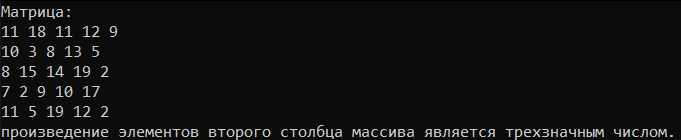 Матрица:
11 18 11 12 9
10 3 8 13 5
8 15 14 19 2
7 2 9 10 17
11 5 19 12 2
произведение элементов второго столбца массива является трехзначным числом.